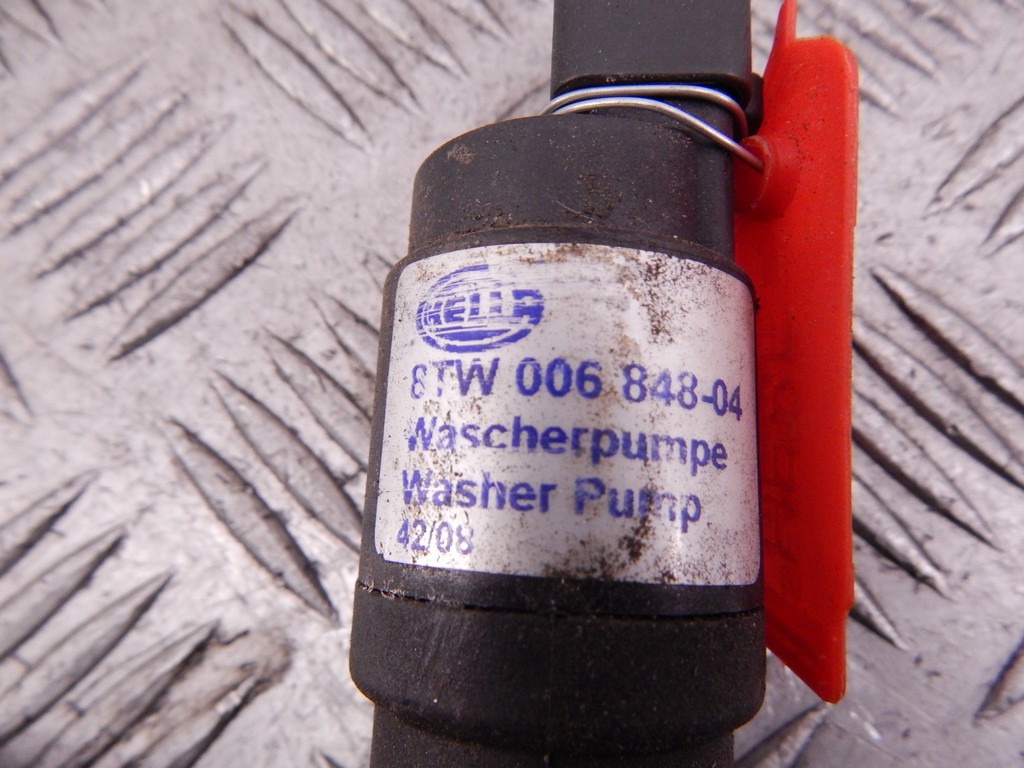 HELLA
8TW 006 848-04
Wascherpumpe
Washer Pump
42/08